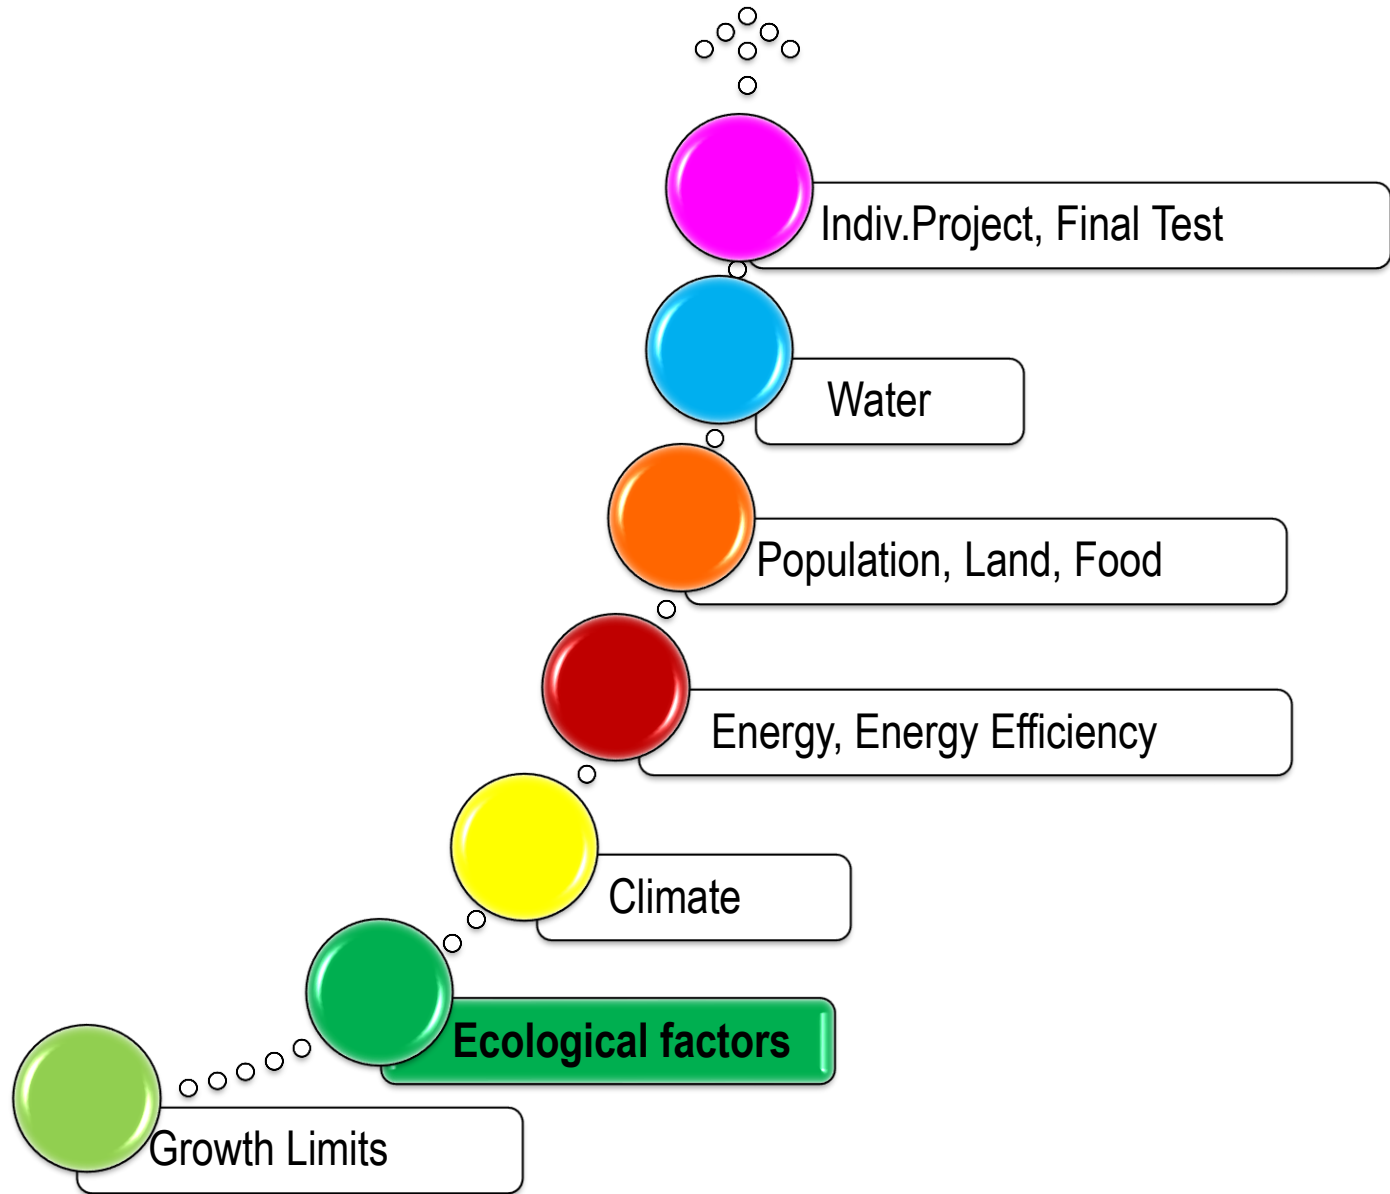 Indiv.Project, Final Test
Water
Population, Land, Food
Energy, Energy Efficiency
Climate
Ecological factors
Growth Limits